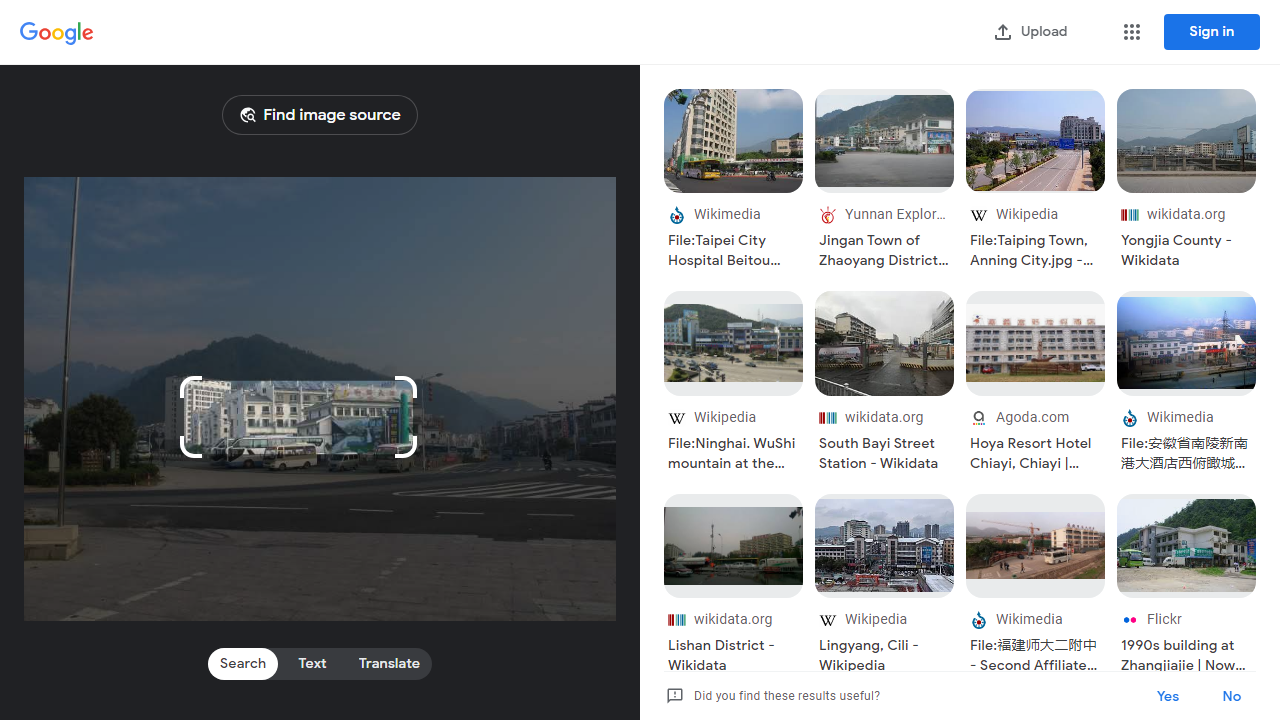 Google
Upload
Sign in
Find image source
Search
Text
Translate
Wikimedia
File:Taipei City
Hospital Beitou...
Yunnan Explor...
Jingan Town of
Zhaoyang District...
Wikipedia
File:Taiping Town,
Anning City.jpg -...
wikidata.org
Yongjia County -
Wikidata
Wikipedia
File:Ninghai. WuShi
mountain at the...
wikidata.org
South Bayi Street
Station - Wikidata
Agoda.com
Hoya Resort Hotel
Chiayi, Chiayi |...
Wikimedia
File:安徽省南陵新南
港大酒店西俯瞰城...
wikidata.org
Lishan District -
Wikidata
Wikipedia
Lingyang, Cili -
Wikipedia
Wikimedia
File:福建师大二附中
- Second Affiliate...
Flickr
1990s building at
Zhangjiajie | Now...
Did you find these results useful?
Yes
No